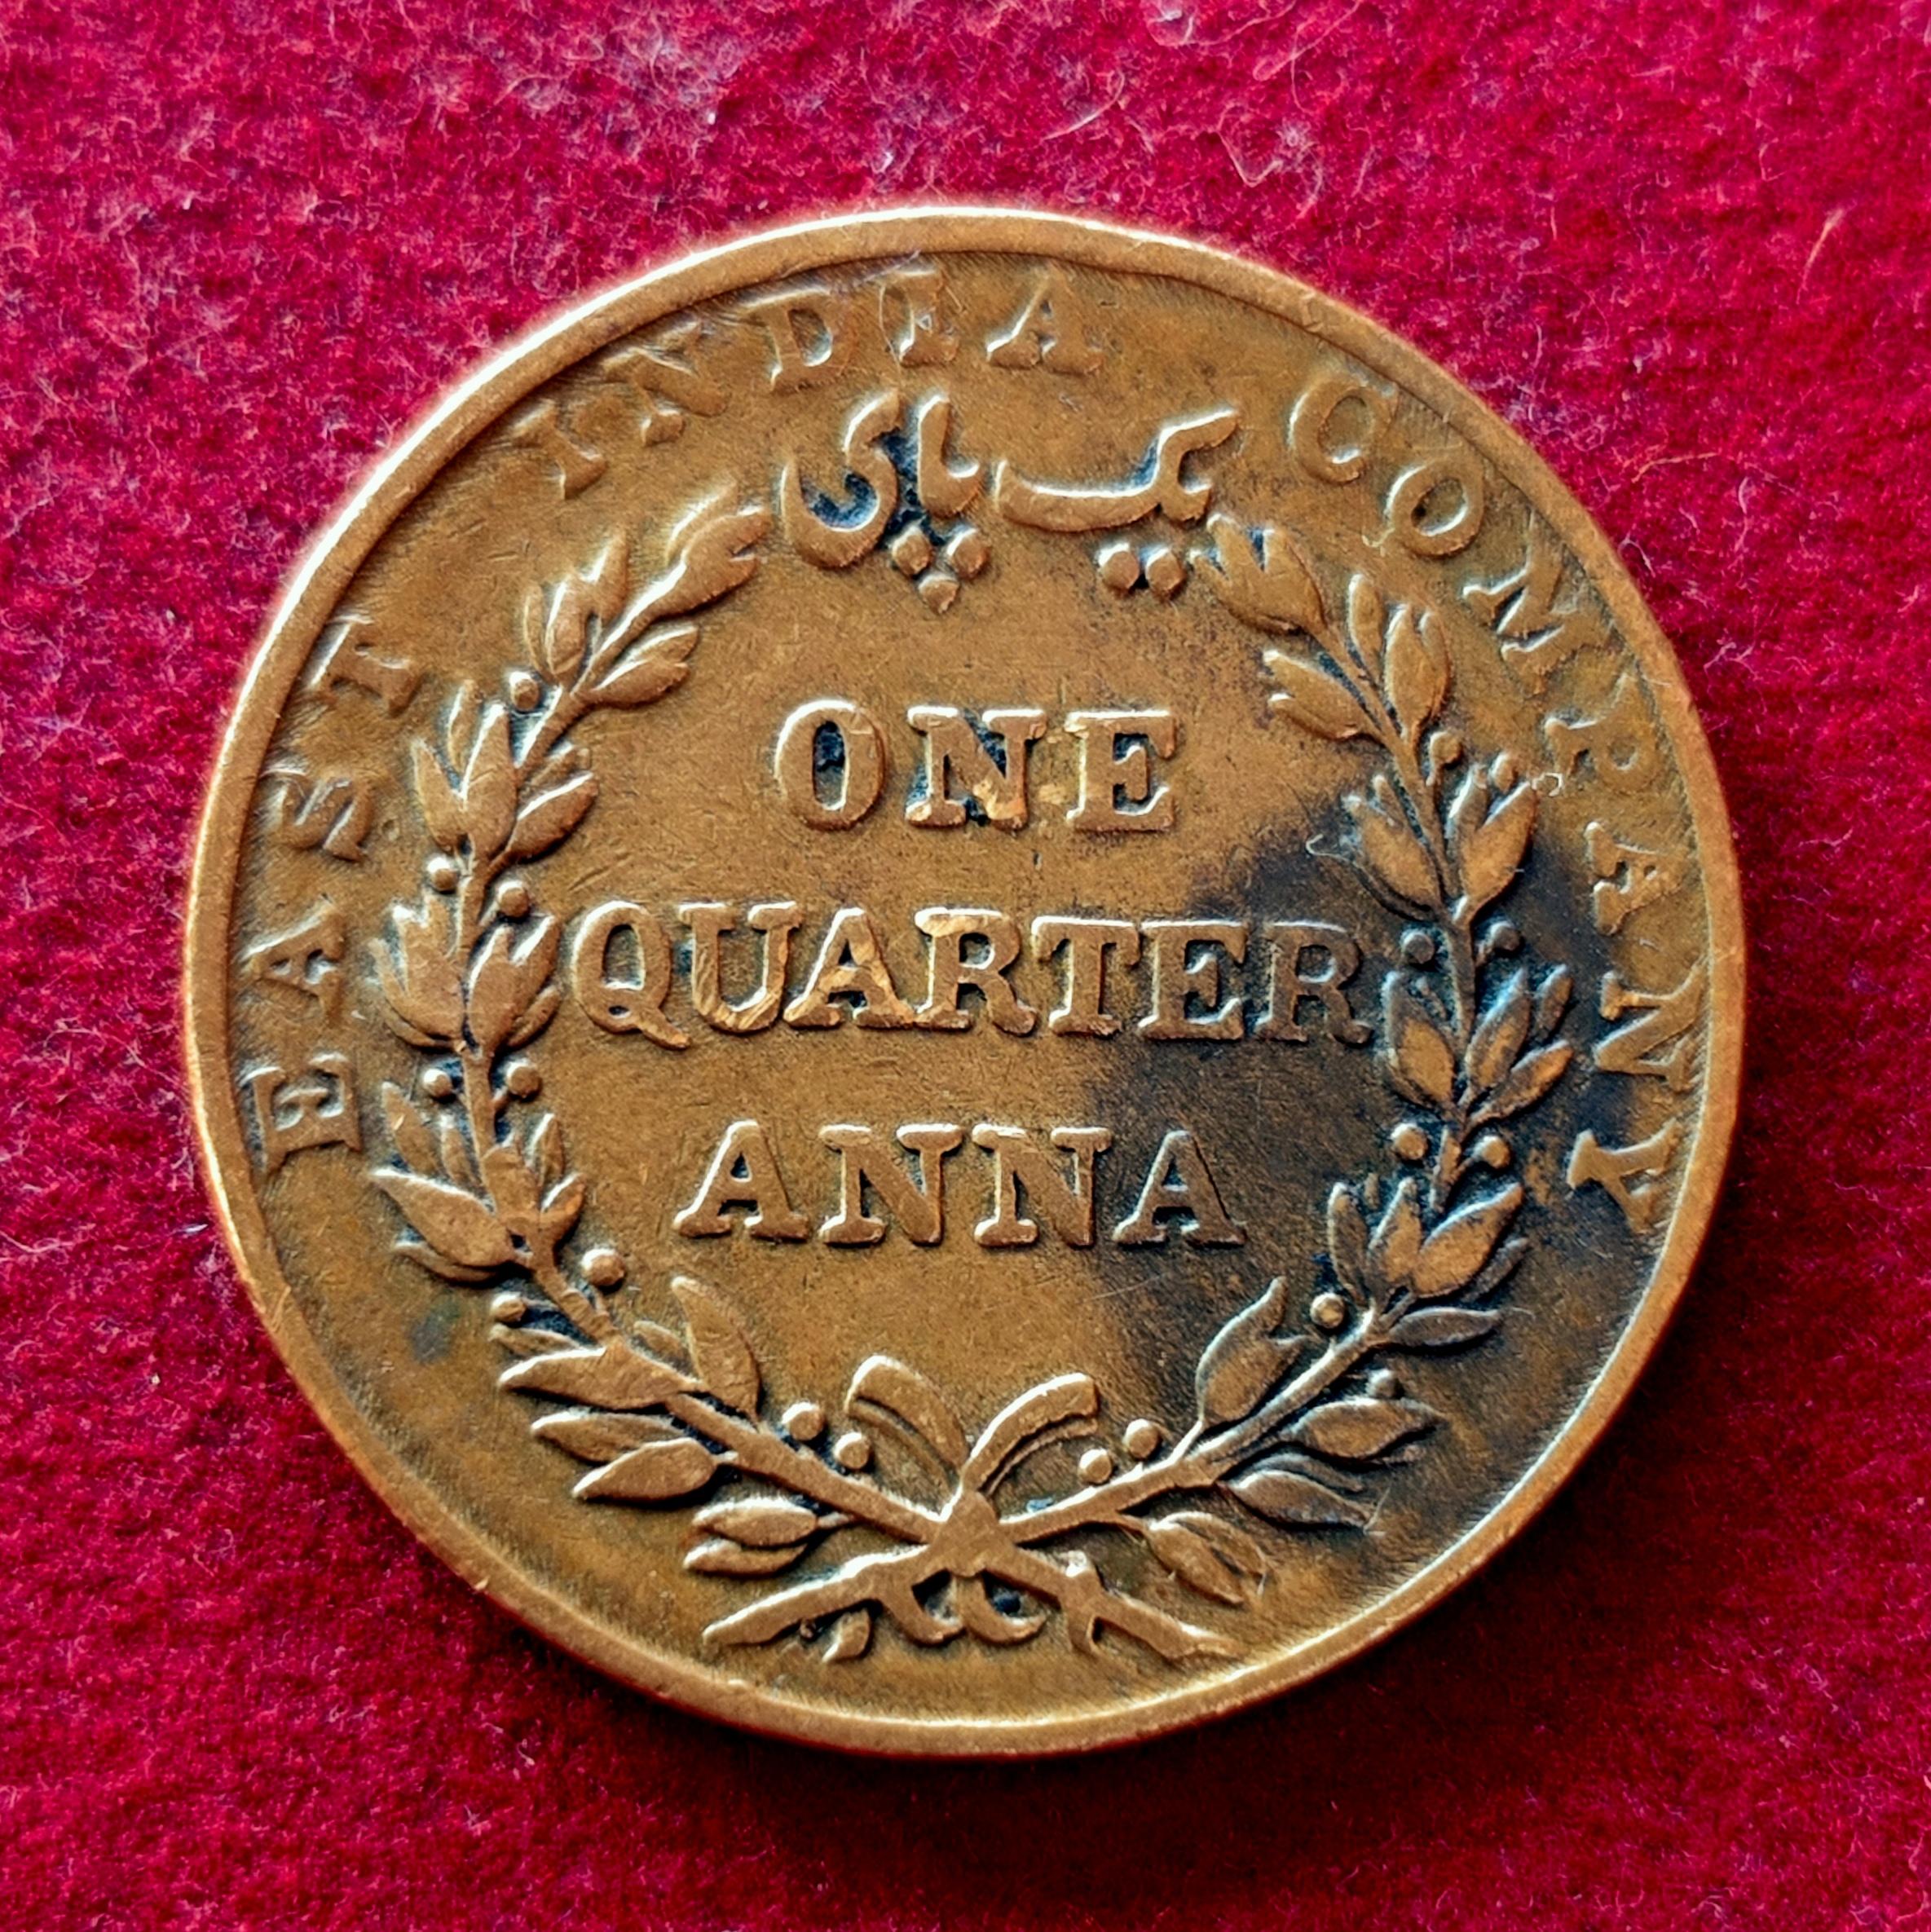 EAST INDIA COMPANY
یک پای
ONE
QUARTER
ANNA